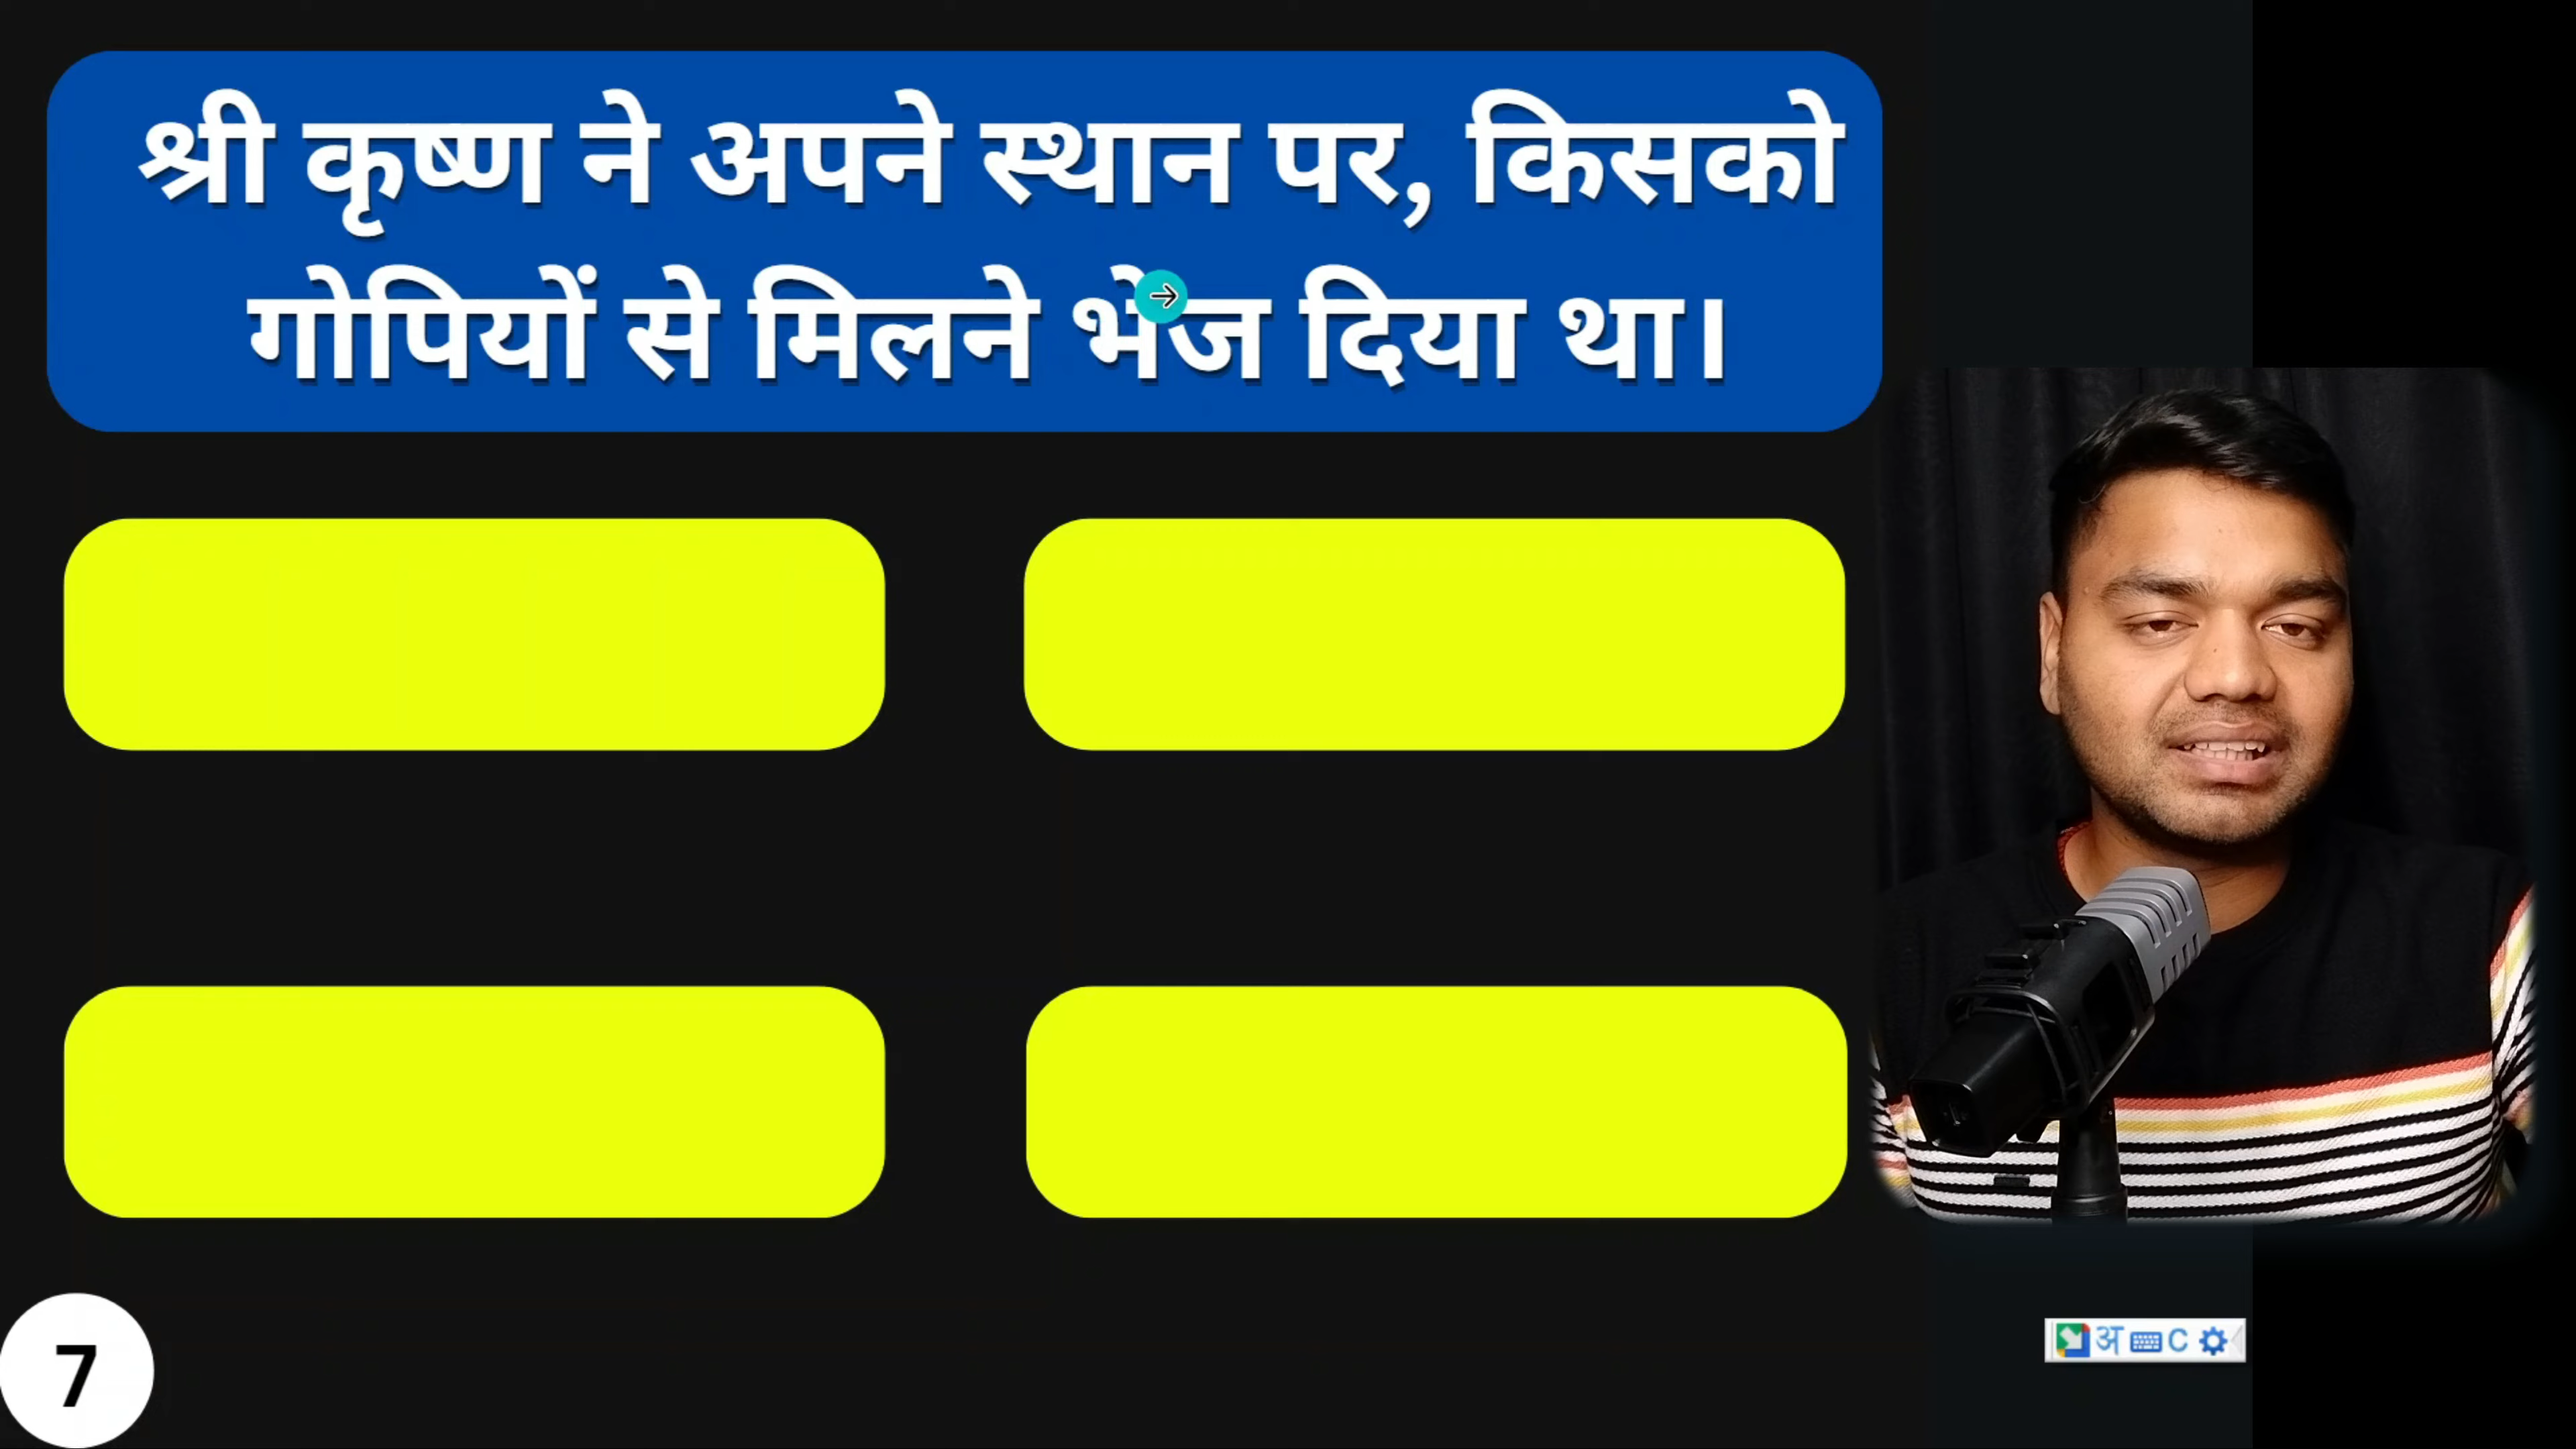 श्री कृष्ण ने अपने स्थान पर, किसको
गोपियों से मिलने भेज दिया था।
7
अ C